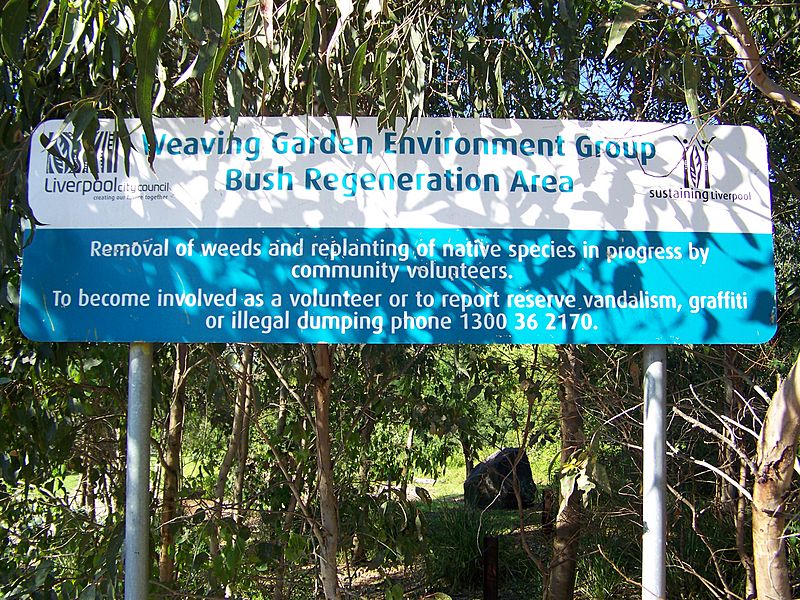 Weaving Garden Environment Group
Bush Regeneration Area
Liverpool city council
creating our future together
sustaining Liverpool
Removal of weeds and replanting of native species in progress by
community volunteers.
To become involved as a volunteer or to report reserve vandalism, graffiti
or illegal dumping phone 1300 36 2170.